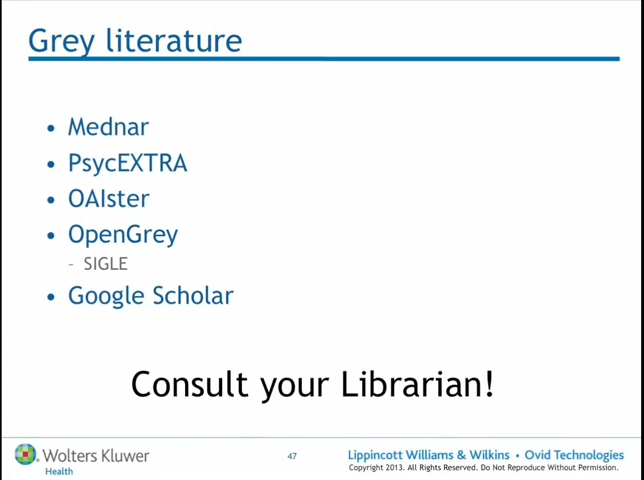 Grey literature
• Mednar
• PsycEXTRA
• OAIster
• OpenGrey
– SIGLE
• Google Scholar
Consult your Librarian!
Wolters Kluwer
Health
47
Lippincott Williams & Wilkins • Ovid Technologies
Copyright 2013. All Rights Reserved. Do Not Reproduce Without Permission.